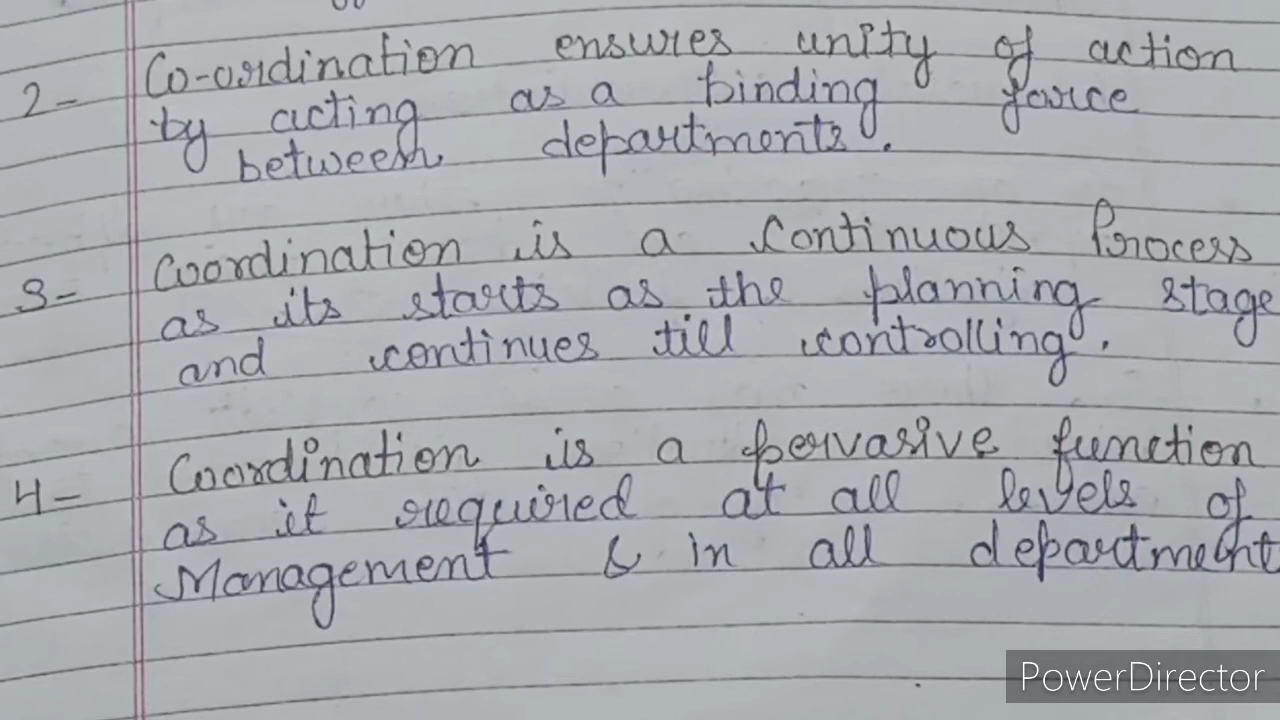 2- Co-ordination ensures unity of action
by acting as a binding force
between departments.
3- Coordination is a Continuous Process
as its starts as the planning stage
and continues till controlling.
4- Coordination is a pervasive function
as it required at all levels of
Management & in all department
PowerDirector